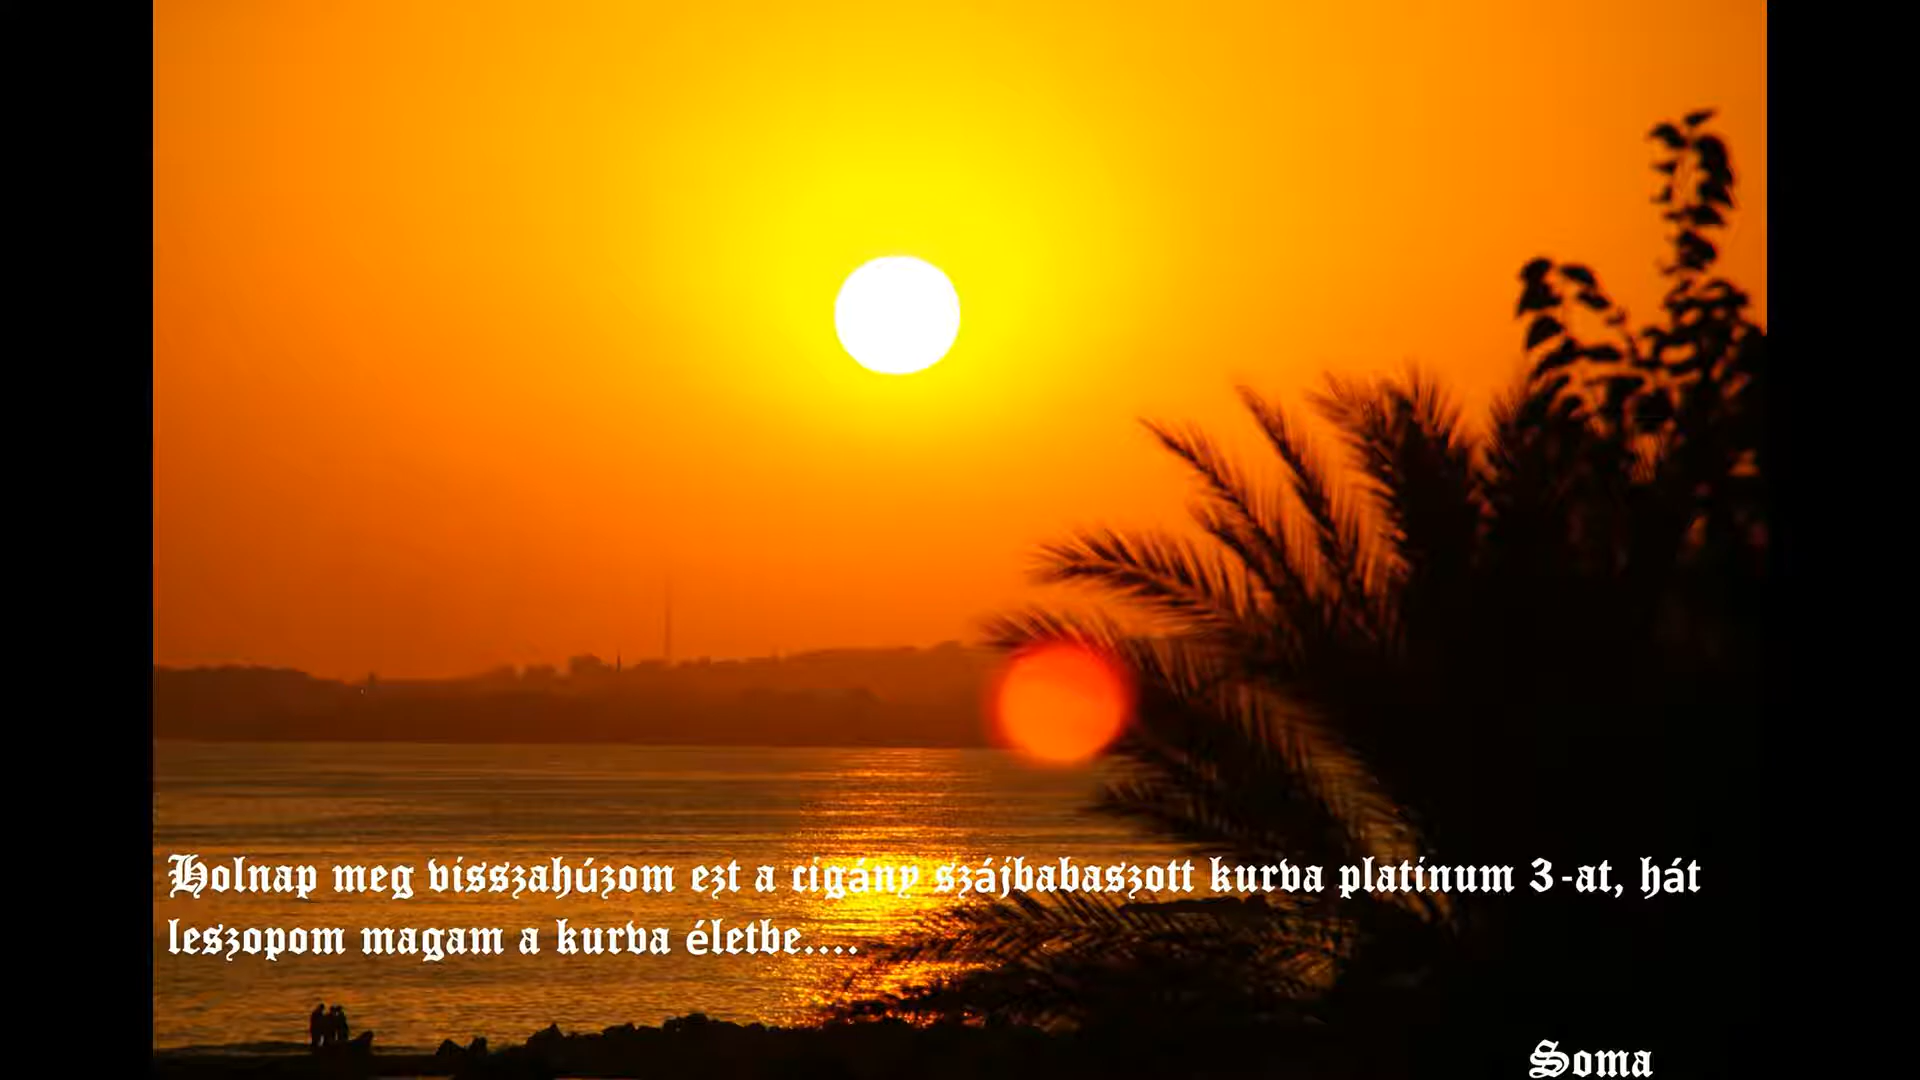 Holnap meg visszahúzom ezt a cigány szájbabaszott kurva platinum 3-at, hát
leszopom magam a kurva életbe....
Soma